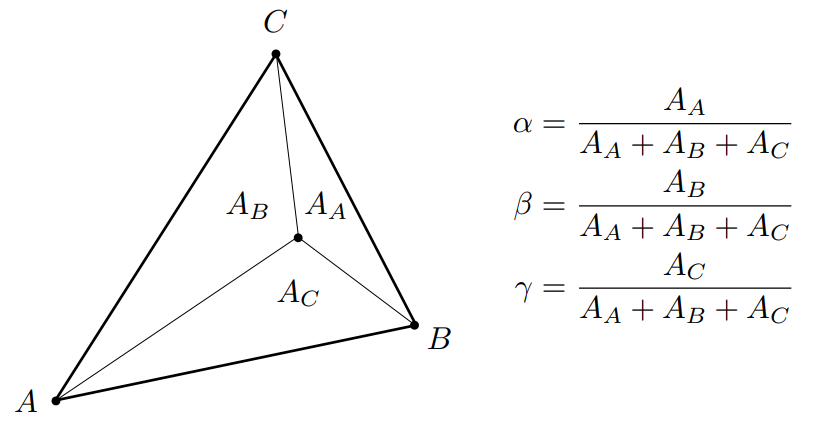 C
A_B A_A
A_C
B
A
α = A_A / (A_A + A_B + A_C)
β = A_B / (A_A + A_B + A_C)
γ = A_C / (A_A + A_B + A_C)